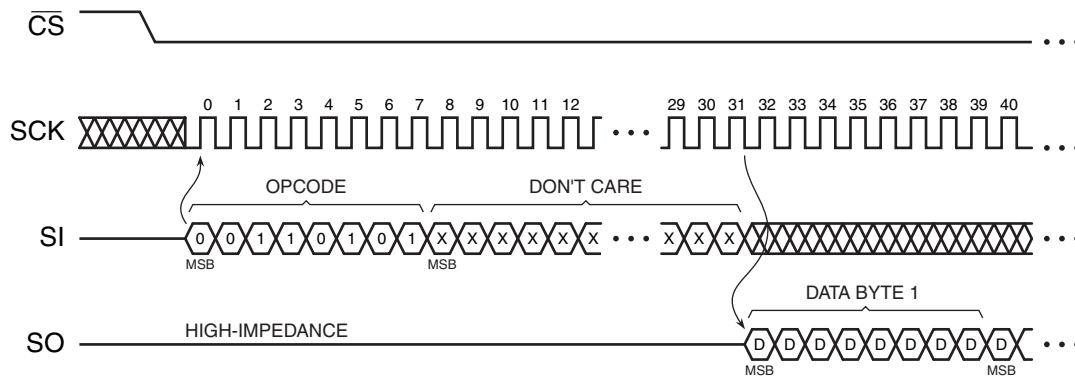 CS
0 1 2 3 4 5 6 7 8 9 10 11 12 29 30 31 32 33 34 35 36 37 38 39 40
SCK
OPCODE DON'T CARE
SI 0 0 1 1 0 1 0 1 X X X X X X X X X
MSB MSB
DATA BYTE 1
HIGH-IMPEDANCE
SO D D D D D D D D D
MSB MSB